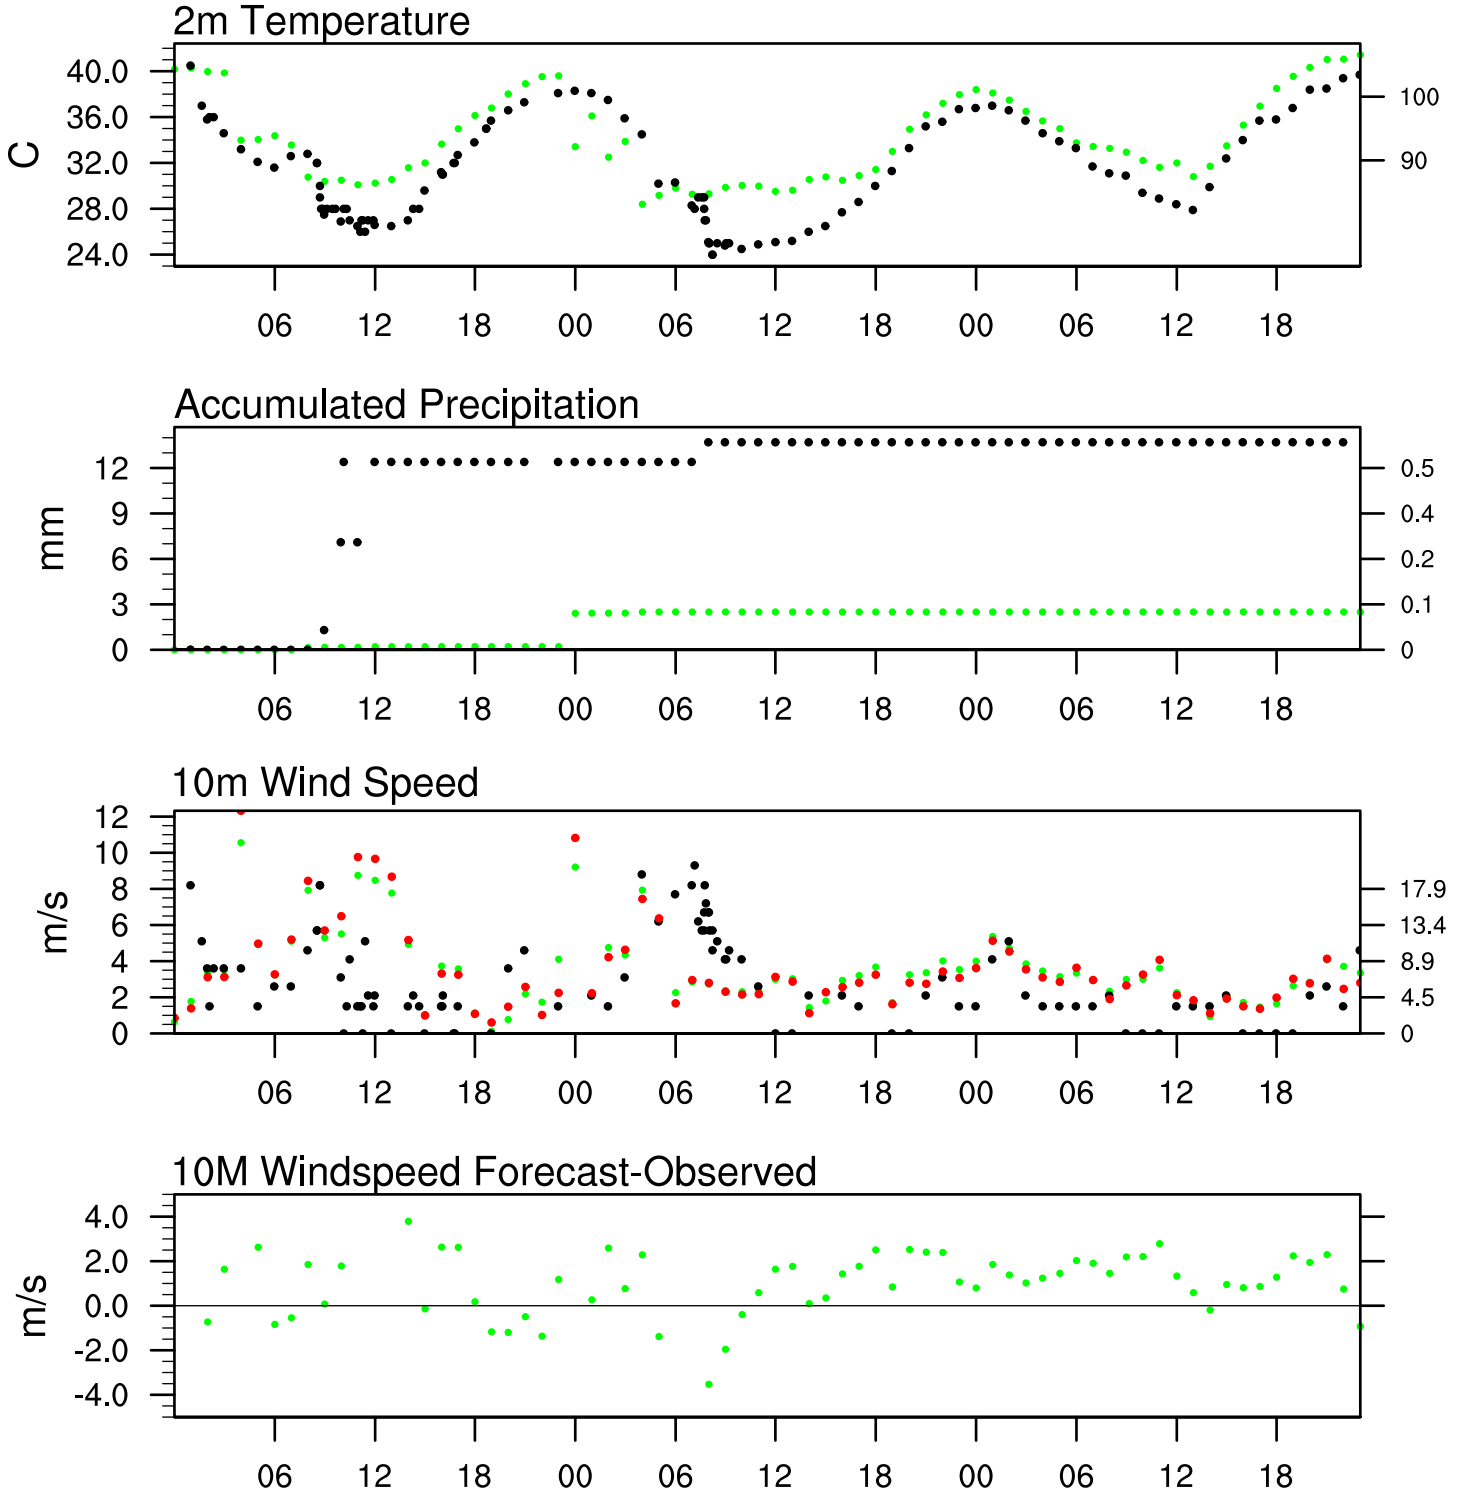 2m Temperature
40.0
36.0
32.0
28.0
24.0
C
100
90
06 12 18 00 06 12 18 00 06 12 18
Accumulated Precipitation
12
9
6
3
0
mm
0.5
0.4
0.2
0.1
0
06 12 18 00 06 12 18 00 06 12 18
10m Wind Speed
12
10
8
6
4
2
0
m/s
17.9
13.4
8.9
4.5
0
06 12 18 00 06 12 18 00 06 12 18
10M Windspeed Forecast-Observed
4.0
2.0
0.0
-2.0
-4.0
m/s
06 12 18 00 06 12 18 00 06 12 18